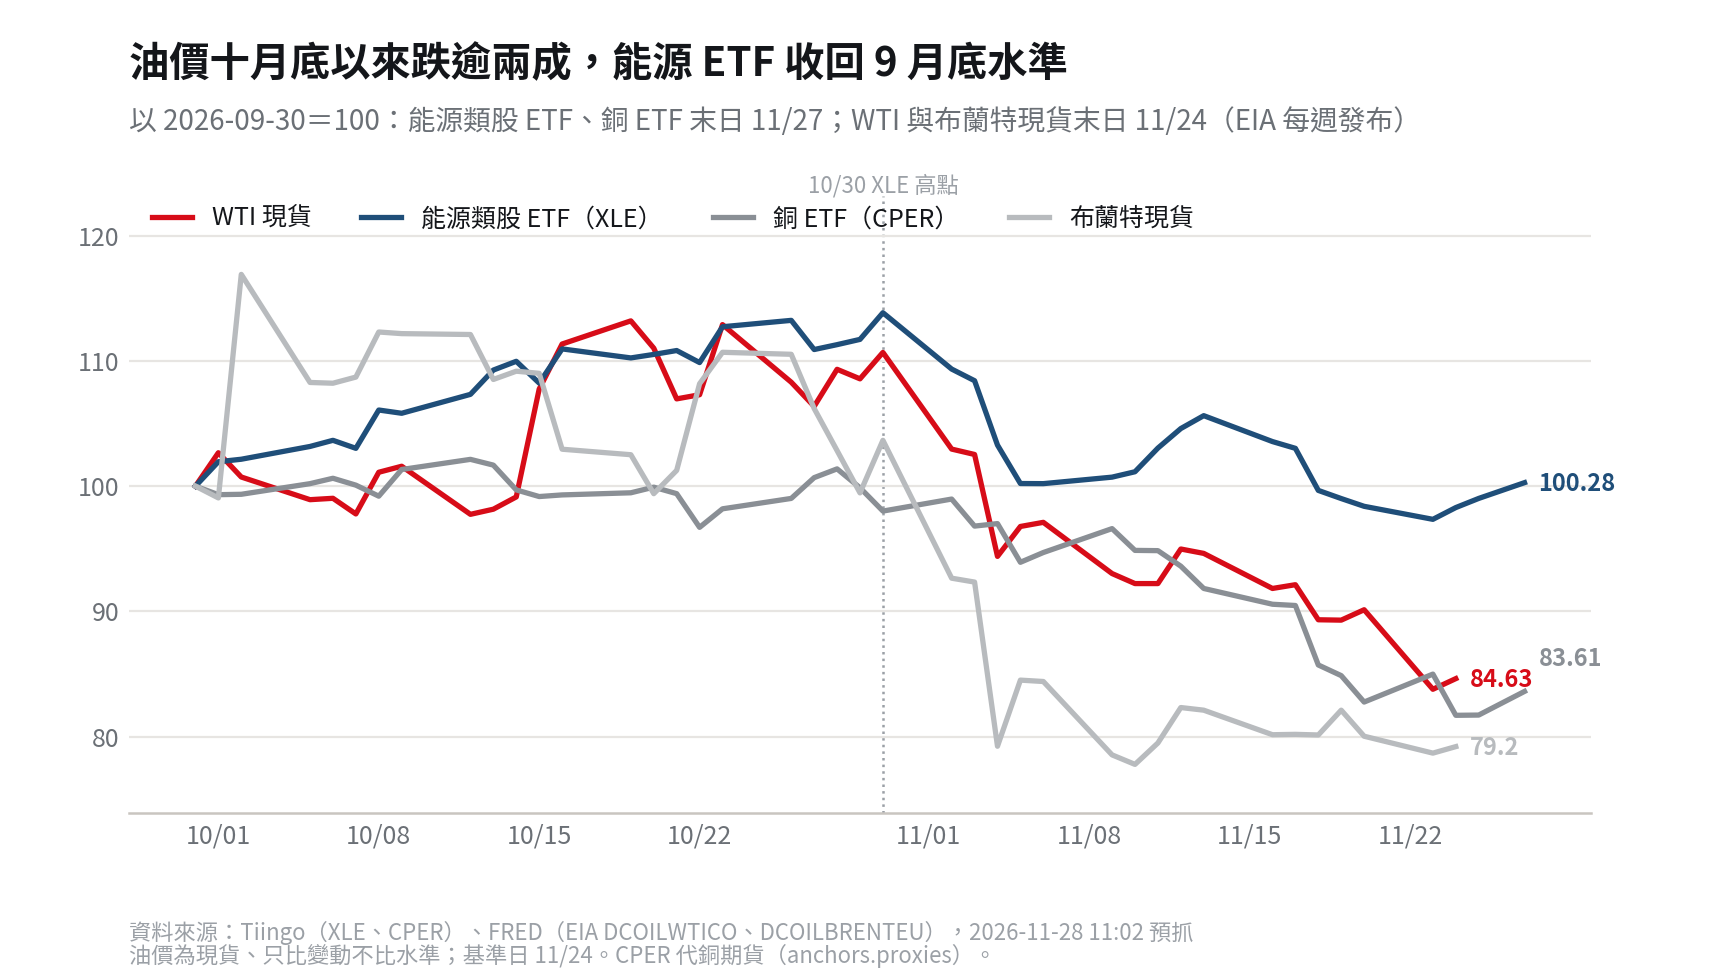 油價十月底以來跌逾兩成，能源 ETF 收回 9 月底水準
以 2026-09-30＝100：能源類股 ETF、銅 ETF 末日 11/27；WTI 與布蘭特現貨末日 11/24（EIA 每週發布）
10/30 XLE 高點
WTI 現貨
能源類股 ETF（XLE）
銅 ETF（CPER）
布蘭特現貨
120
110
100
90
80
100.28
83.61
84.63
79.2
10/01
10/08
10/15
10/22
11/01
11/08
11/15
11/22
資料來源：Tiingo（XLE、CPER）、FRED（EIA DCOILWTICO、DCOILBRENTEU），2026-11-28 11:02 預抓
油價為現貨、只比變動不比水準；基準日 11/24。CPER 代銅期貨（anchors.proxies）。